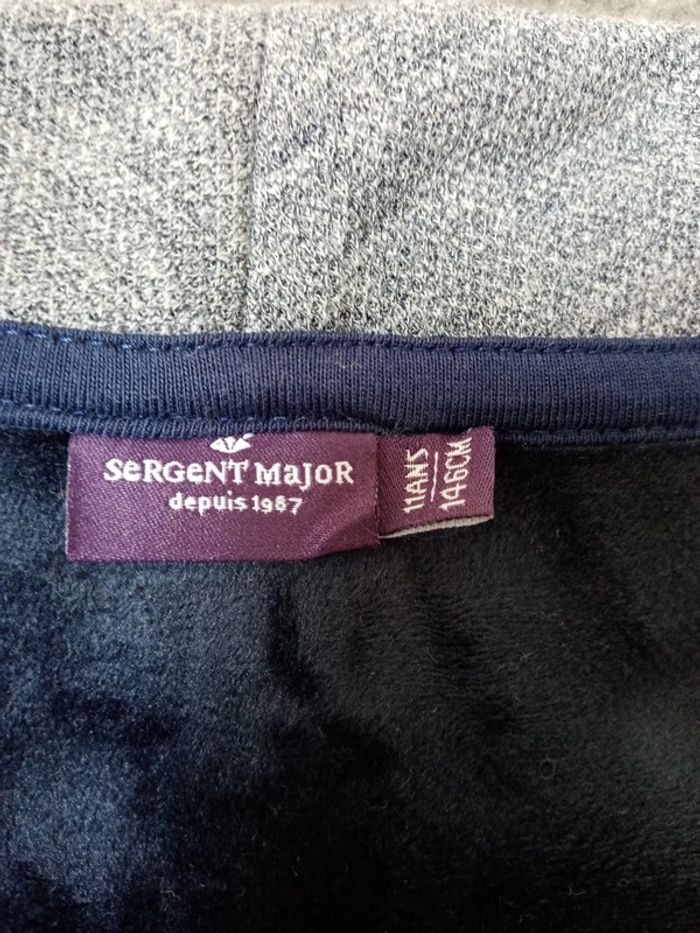 SeRGeNT MaJoR
depuis 1987
11ANS
146CM